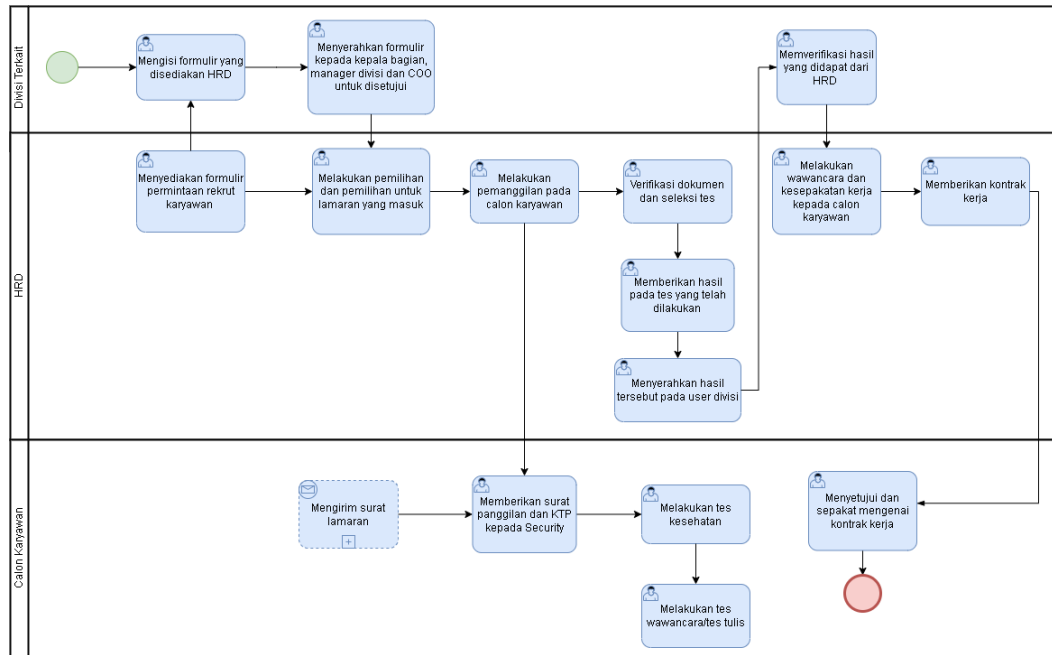 Divisi Terkait
Mengisi formulir yang
disediakan HRD
Menyerahkan formulir
kepada kepala bagian,
manager divisi dan COO
untuk disetujui
Memverifikasi hasil
yang didapat dari
HRD
HRD
Menyediakan formulir
permintaan rekrut
karyawan
Melakukan pemilihan
dan pemilihan untuk
lamaran yang masuk
Melakukan
pemanggilan pada
calon karyawan
Verifikasi dokumen
dan seleksi tes
Melakukan
wawancara dan
kesepakatan kerja
kepada calon
karyawan
Memberikan kontrak
kerja
Memberikan hasil
pada tes yang telah
dilakukan
Menyerahkan hasil
tersebut pada user divisi
Calon Karyawan
Mengirim surat
lamaran
Memberikan surat
panggilan dan KTP
kepada Security
Melakukan tes
kesehatan
Menyetujui dan
sepakat mengenai
kontrak kerja
Melakukan tes
wawancara/tes tulis